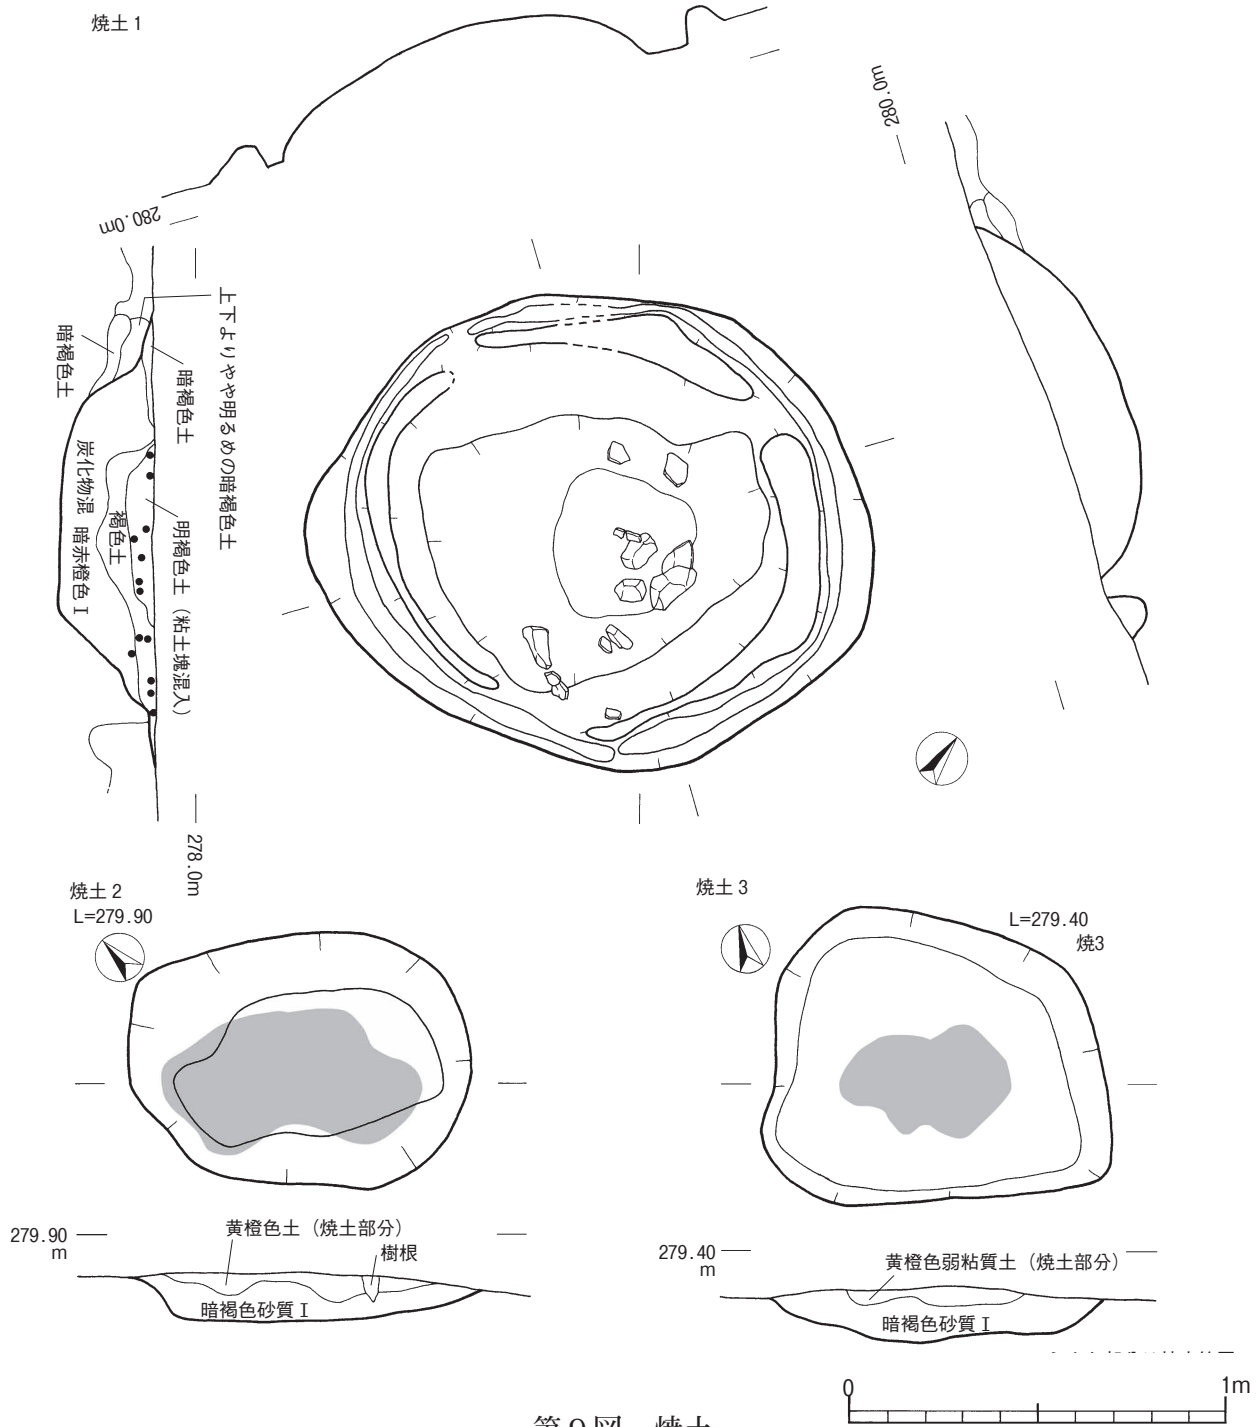 焼土1
280.0m
280.0m
上下よりやや明るめの暗褐色土
暗褐色土
暗褐色土
炭化物混 暗赤橙色Ｉ
褐色土
明褐色土（粘土塊混入）
278.0m
焼土2
L=279.90
焼土3
L=279.40
焼3
279.90
m
黄橙色土（焼土部分）
樹根
暗褐色砂質Ｉ
279.40
m
黄橙色弱粘質土（焼土部分）
暗褐色砂質Ｉ
0 1m